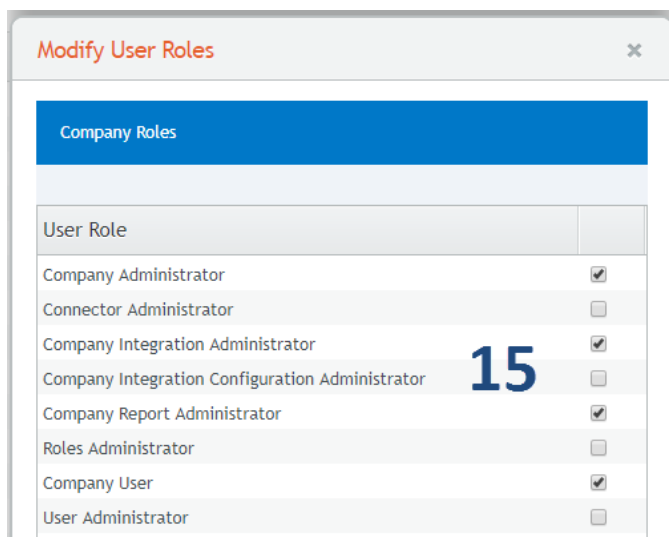 Modify User Roles
Company Roles
User Role
Company Administrator
Connector Administrator
Company Integration Administrator
Company Integration Configuration Administrator
15
Company Report Administrator
Roles Administrator
Company User
User Administrator